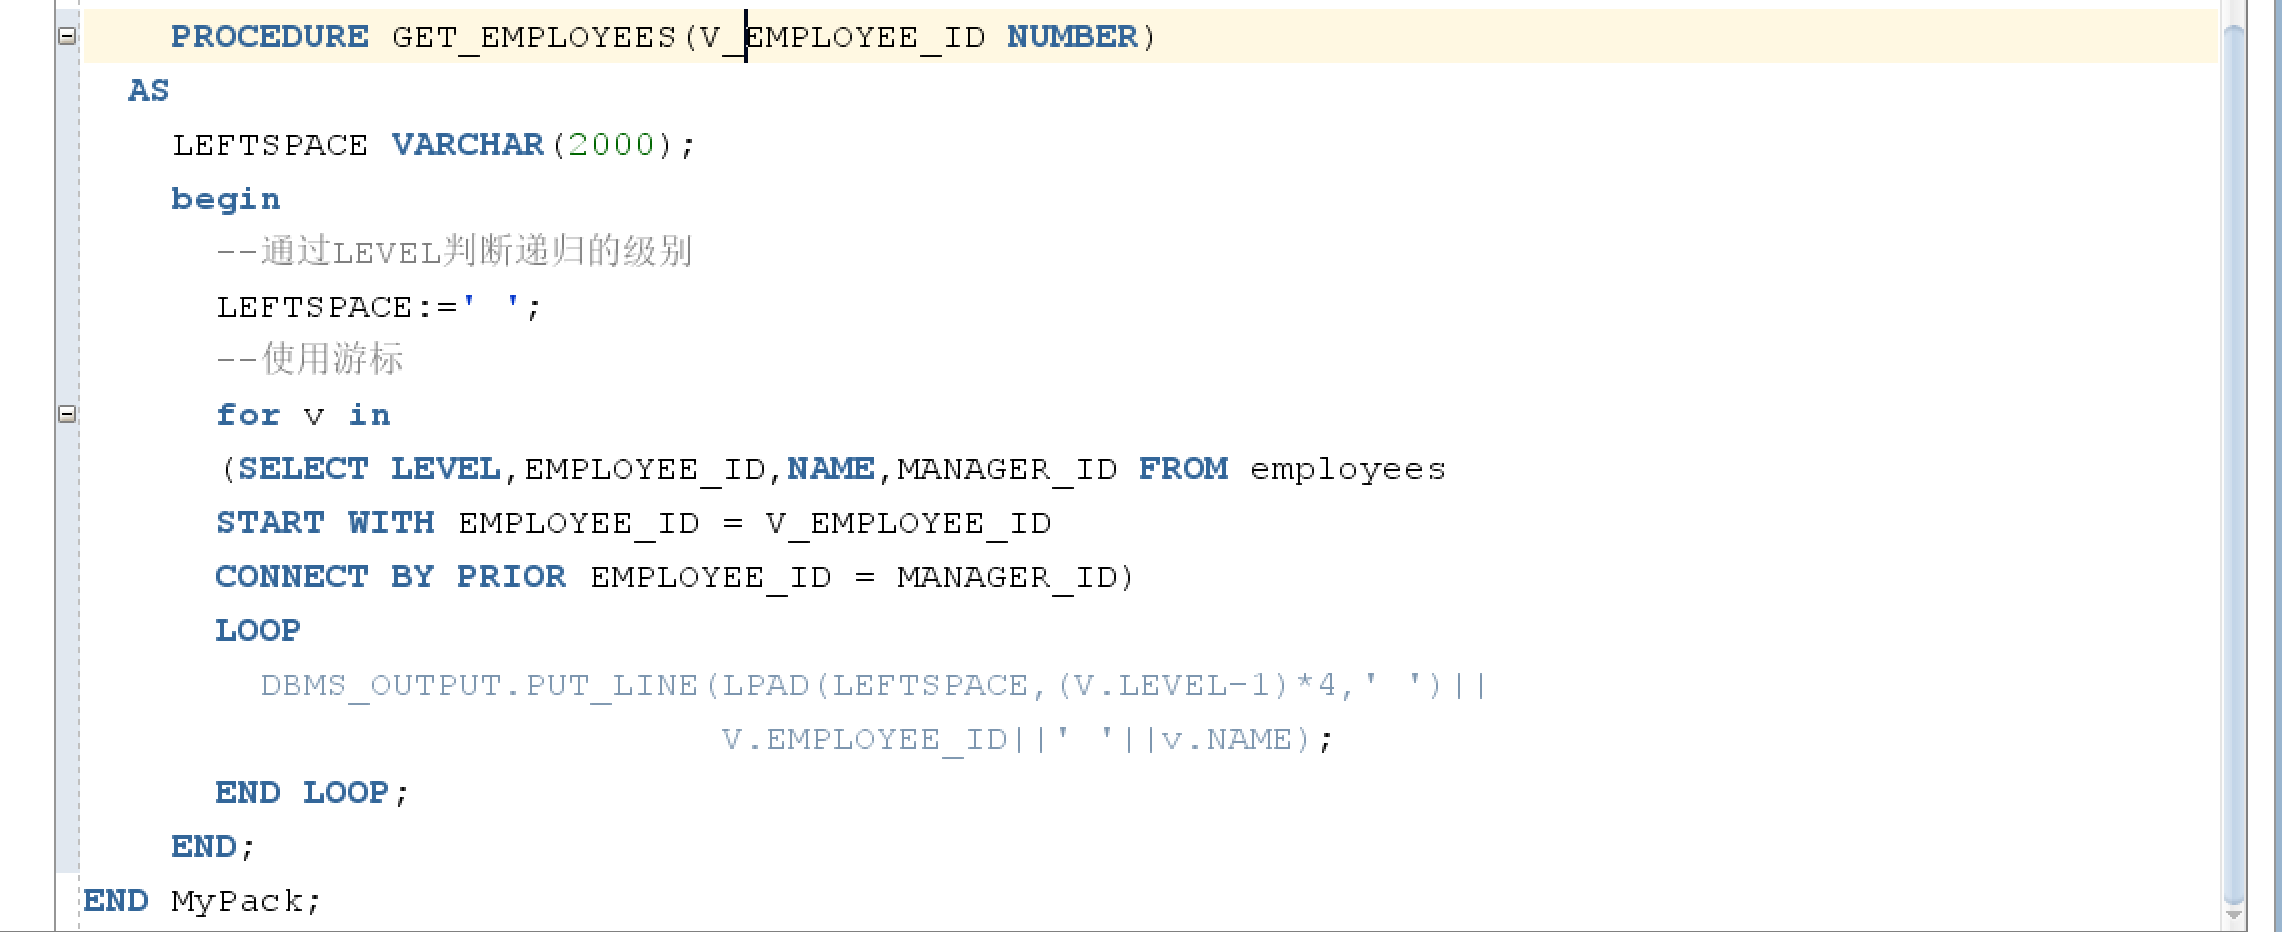 PROCEDURE GET_EMPLOYEES(V_EMPLOYEE_ID NUMBER)
AS
LEFTSPACE VARCHAR(2000);
begin
--通过LEVEL判断递归的级别
LEFTSPACE:=' ';
--使用游标
for v in
(SELECT LEVEL,EMPLOYEE_ID,NAME,MANAGER_ID FROM employees
START WITH EMPLOYEE_ID = V_EMPLOYEE_ID
CONNECT BY PRIOR EMPLOYEE_ID = MANAGER_ID)
LOOP
DBMS_OUTPUT.PUT_LINE(LPAD(LEFTSPACE,(V.LEVEL-1)*4,' ')||
V.EMPLOYEE_ID||' '||v.NAME);
END LOOP;
END;
END MyPack;